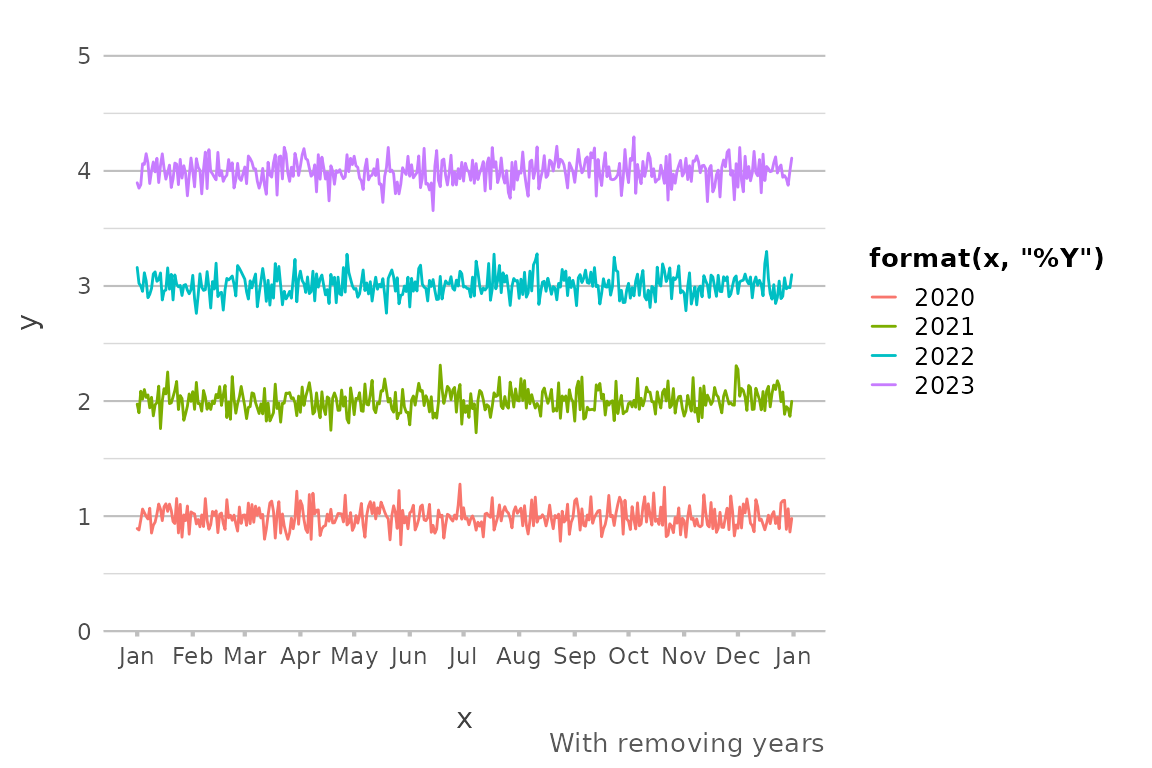 5
4
3
2
1
0
y
Jan Feb Mar Apr May Jun Jul Aug Sep Oct Nov Dec Jan
x
With removing years
format(x, "%Y")
2020
2021
2022
2023